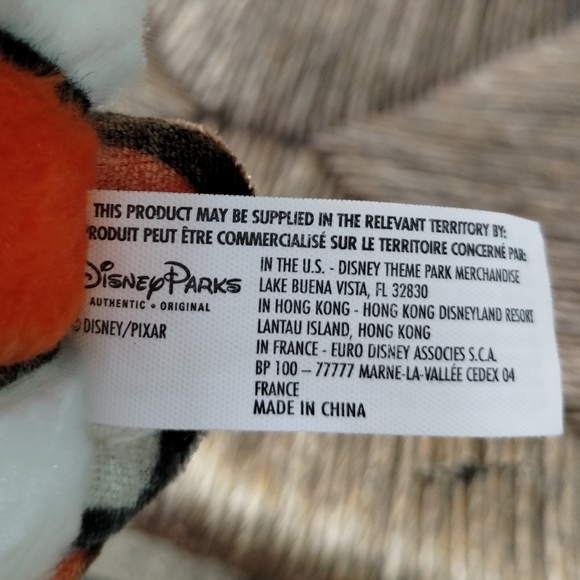 THIS PRODUCT MAY BE SUPPLIED IN THE RELEVANT TERRITORY BY:
PRODUIT PEUT ÊTRE COMMERCIALISÉ SUR LE TERRITOIRE CONCERNÉ PAR:
Disney Parks
AUTHENTIC • ORIGINAL
© DISNEY/PIXAR
IN THE U.S. - DISNEY THEME PARK MERCHANDISE
LAKE BUENA VISTA, FL 32830
IN HONG KONG - HONG KONG DISNEYLAND RESORT
LANTAU ISLAND, HONG KONG
IN FRANCE - EURO DISNEY ASSOCIES S.C.A.
BP 100 – 77777 MARNE-LA-VALLÉE CEDEX 04
FRANCE
MADE IN CHINA